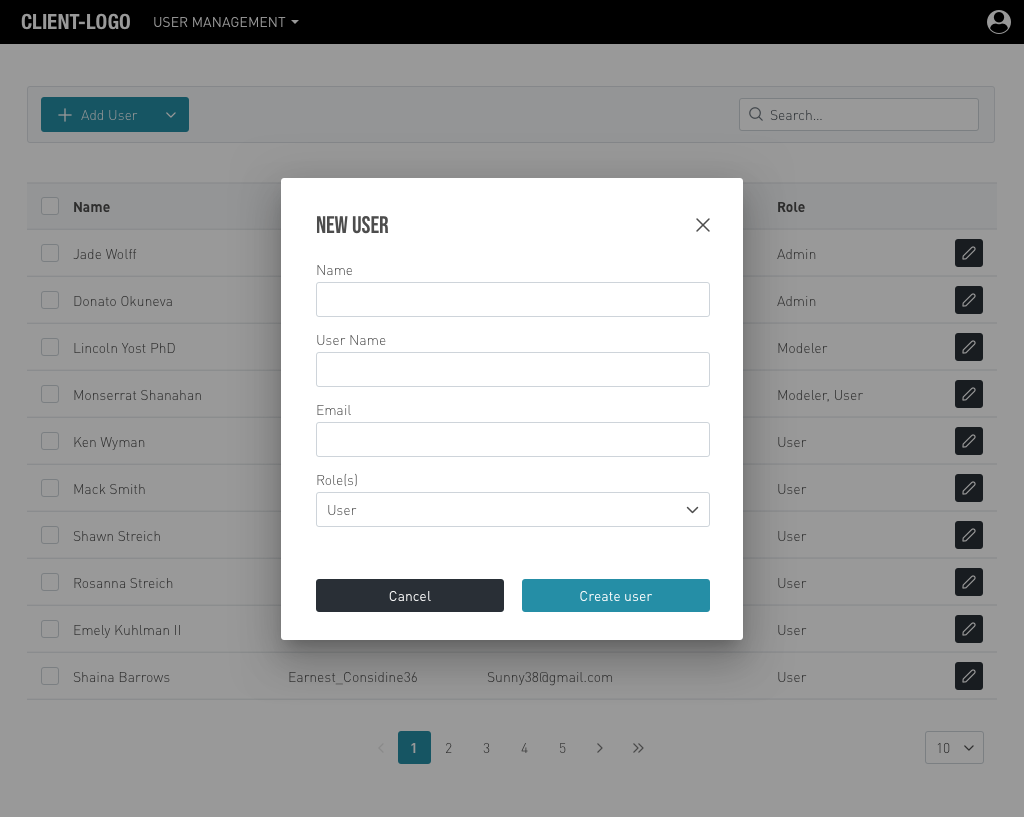 CLIENT-LOGO USER MANAGEMENT
Add User Search...
Name Role
NEW USER
Name
User Name
Email
Role(s)
User
Cancel Create user
Jade Wolff Admin
Donato Okuneva Admin
Lincoln Yost PhD Modeler
Monserrat Shanahan Modeler, User
Ken Wyman User
Mack Smith User
Shawn Streich User
Rosanna Streich User
Emely Kuhlman II User
Shaina Barrows Earnest_Considine36 Sunny38@gmail.com User
1 2 3 4 5 10